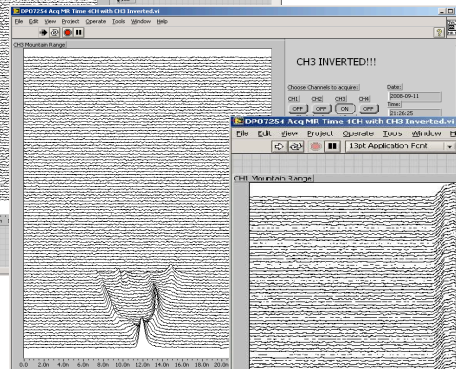 DPO7254 Acq MR Time 4CH with CH3 Inverted.vi
File Edit View Project Operate Tools Window Help
CH3 Mountain Range
CH3 INVERTED!!!
Choose Channels to acquire:
CH1 CH2 CH3 CH4
OFF OFF ON OFF
Date:
2008-09-11
Time:
21:26:25
0.0 2.0n 4.0n 6.0n 8.0n 10.0n 12.0n 14.0n 16.0n 18.0n 20.0n
DPO7254 Acq MR Time 4CH with CH3 Inverted.vi
File Edit View Project Operate Tools Window H
13pt Application Font
Mountain Range